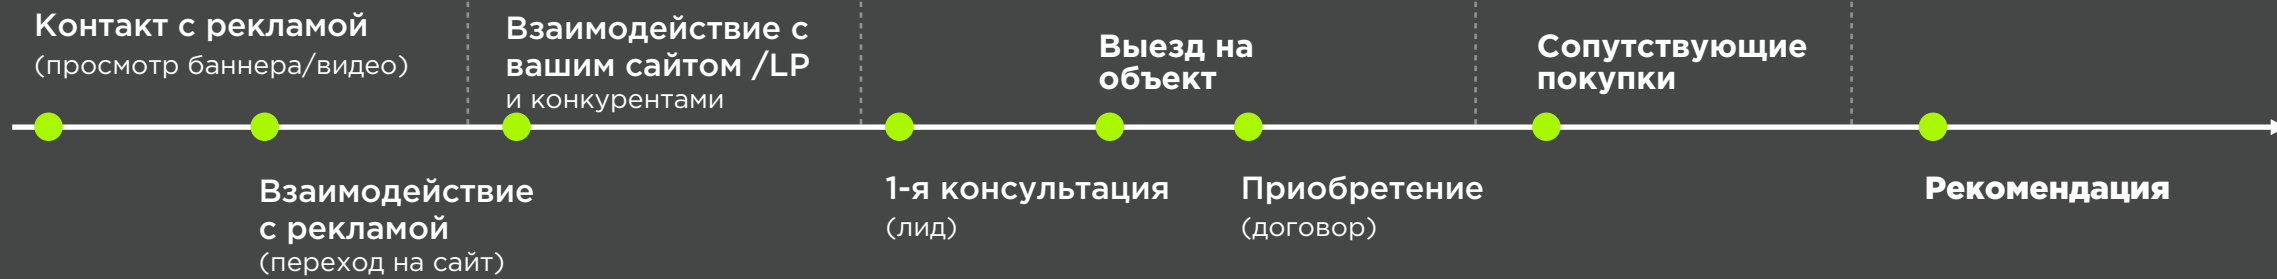 Контакт с рекламой
(просмотр баннера/видео)
Взаимодействие
с рекламой
(переход на сайт)
Взаимодействие с
вашим сайтом /LP
и конкурентами
1-я консультация
(лид)
Выезд на
объект
Приобретение
(договор)
Сопутствующие
покупки
Рекомендация